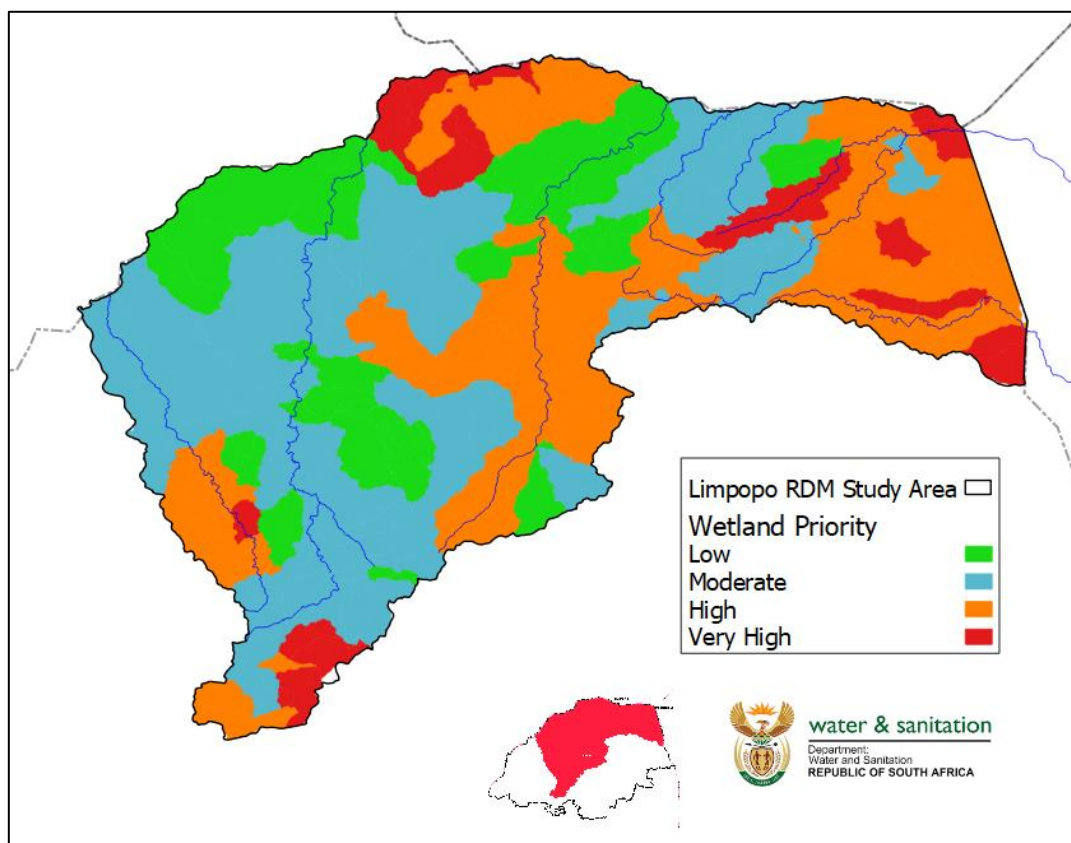 Limpopo RDM Study Area
Wetland Priority
Low
Moderate
High
Very High
water & sanitation
Department:
Water and Sanitation
REPUBLIC OF SOUTH AFRICA